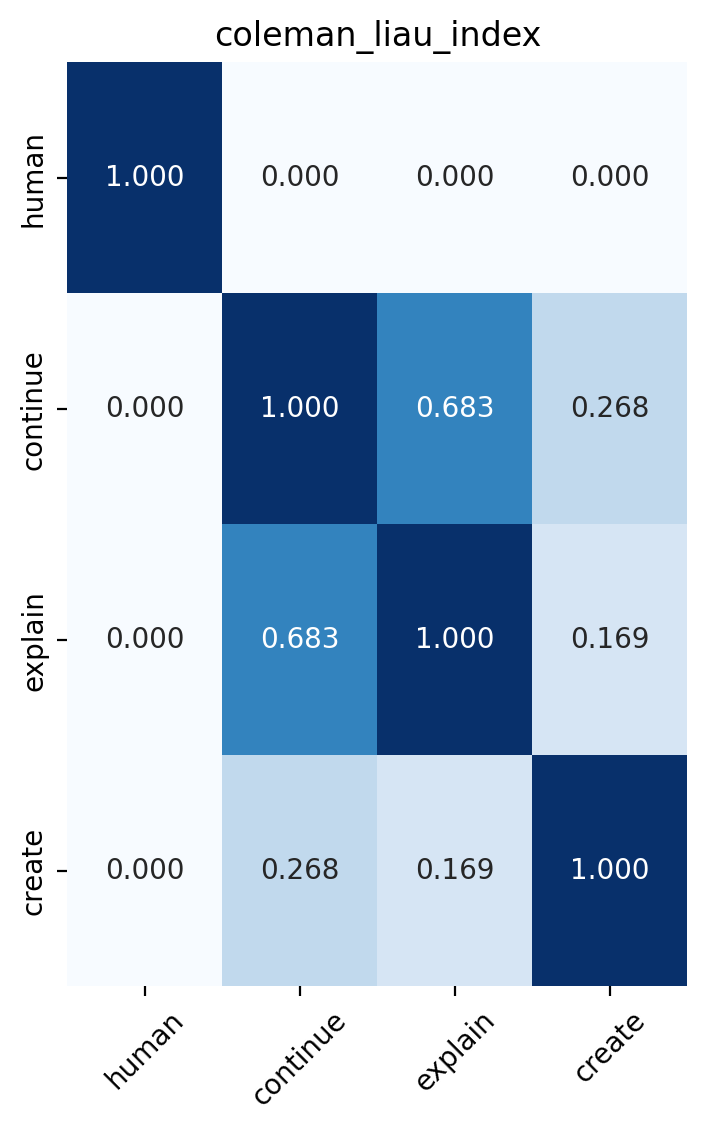 coleman_liau_index
human 1.000 0.000 0.000 0.000
continue 0.000 1.000 0.683 0.268
explain 0.000 0.683 1.000 0.169
create 0.000 0.268 0.169 1.000
human continue explain create